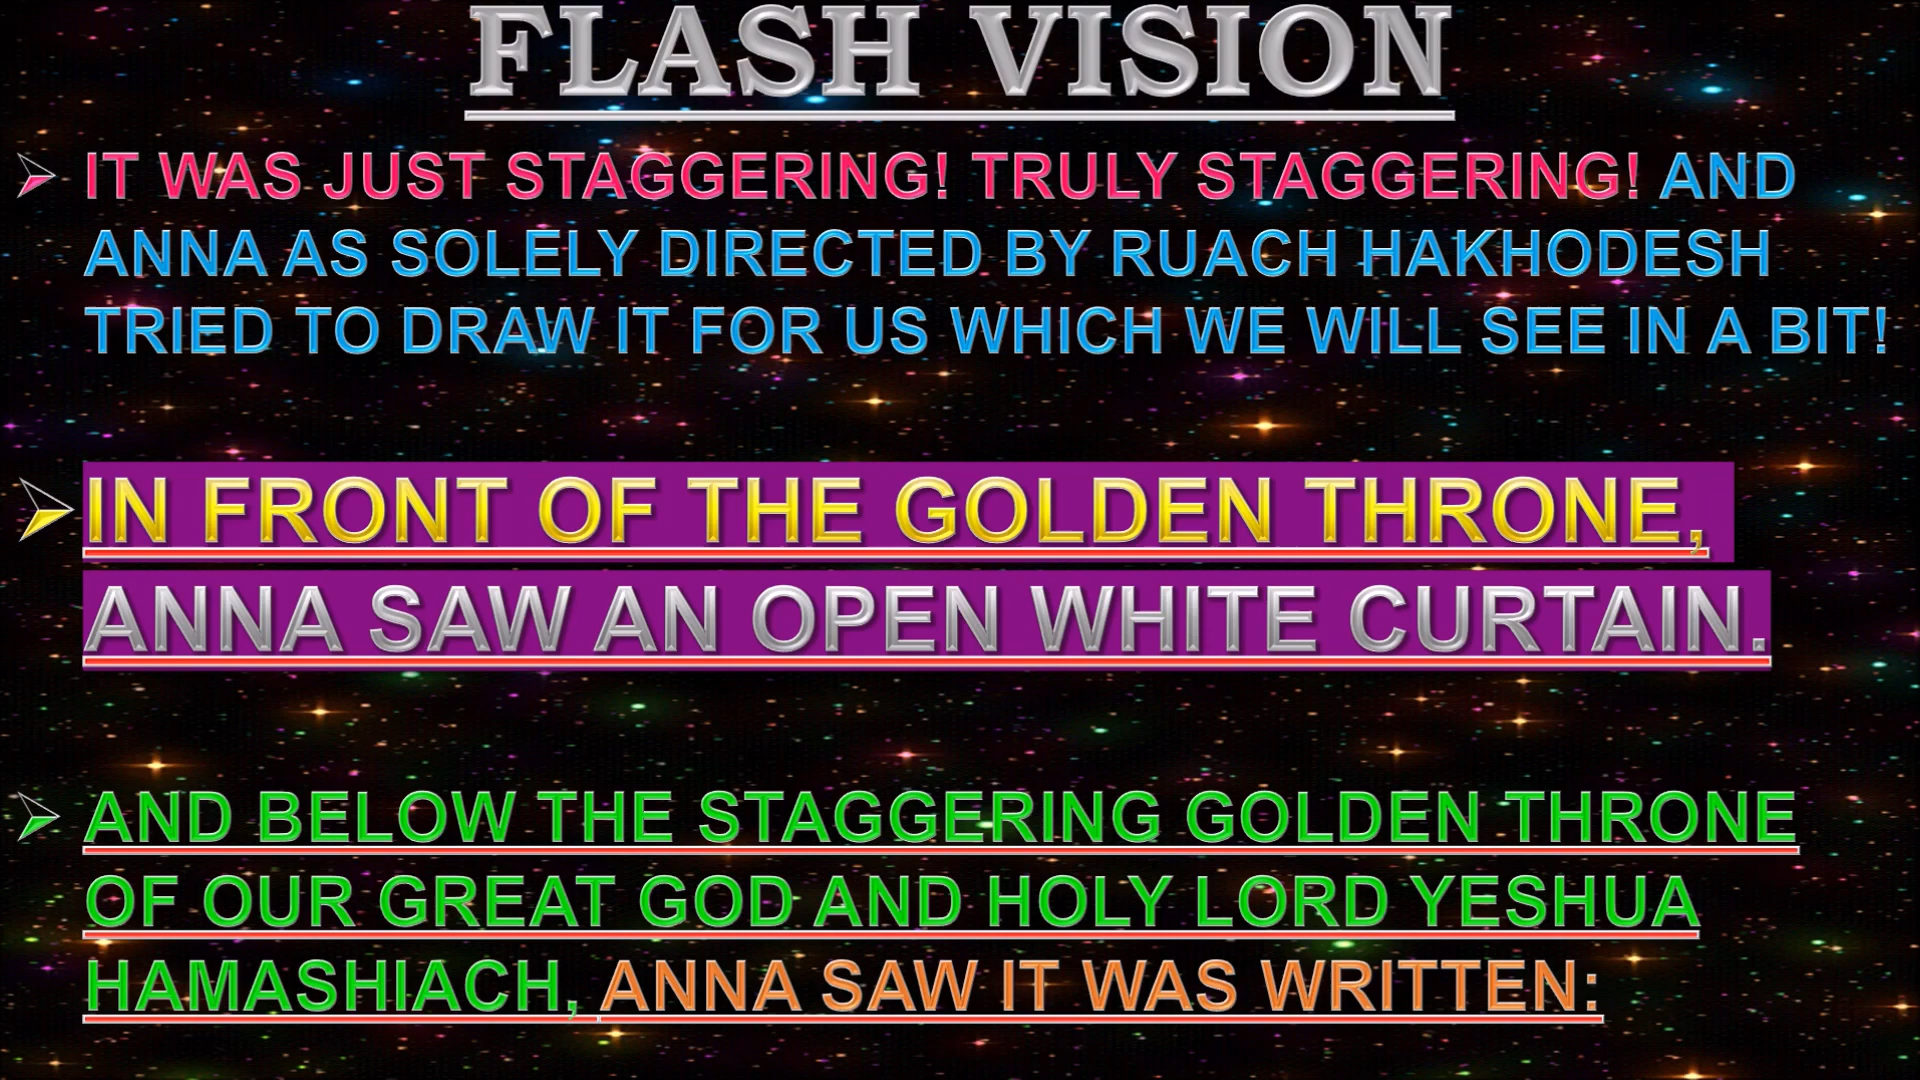 FLASH VISION
IT WAS JUST STAGGERING! TRULY STAGGERING! AND
ANNA AS SOLELY DIRECTED BY RUACH HAKHODESH
TRIED TO DRAW IT FOR US WHICH WE WILL SEE IN A BIT!
IN FRONT OF THE GOLDEN THRONE,
ANNA SAW AN OPEN WHITE CURTAIN.
AND BELOW THE STAGGERING GOLDEN THRONE
OF OUR GREAT GOD AND HOLY LORD YESHUA
HAMASHIACH, ANNA SAW IT WAS WRITTEN: